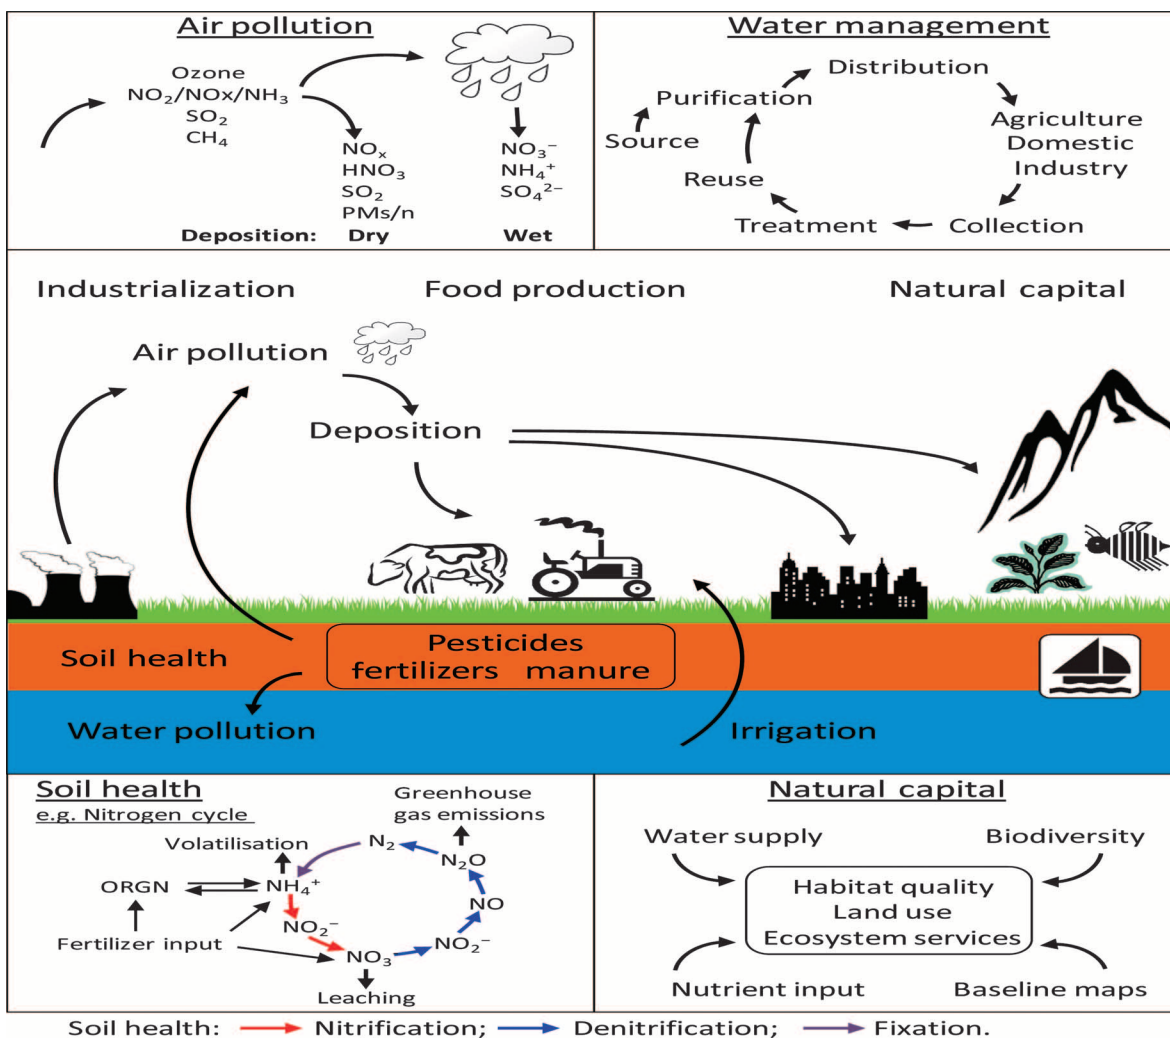 Air pollution
Ozone
NO₂/NOx/NH₃
SO₂
CH₄
NOₓ
HNO₃
SO₂
PMs/n
NO₃⁻
NH₄⁺
SO₄²⁻
Deposition: Dry Wet
Water management
Distribution
Purification
Source
Agriculture
Domestic
Industry
Reuse
Treatment
Collection
Industrialization
Food production
Natural capital
Air pollution
Deposition
Soil health
Pesticides
fertilizers manure
Water pollution
Irrigation
Soil health
e.g. Nitrogen cycle
Greenhouse
gas emissions
Volatilisation
N₂
N₂O
ORGN
NH₄⁺
NO
NO₂⁻
NO₂⁻
Fertilizer input
NO₃
Leaching
Natural capital
Water supply
Biodiversity
Habitat quality
Land use
Ecosystem services
Nutrient input
Baseline maps
Soil health: Nitrification; Denitrification; Fixation.